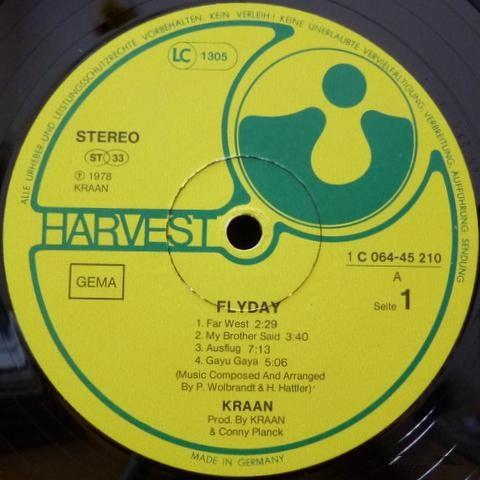 ALLE URHEBER UND LEISTUNGSSCHUTZRECHTE VORBEHALTEN. KEIN VERLEIH! KEINE UNERLAUBTE VERVIELFÄLTIGUNG, VERMIETUNG, AUFFÜHRUNG, SENDUNG
LC 1305
STEREO
ST 33
℗ 1978
KRAAN
HARVEST
GEMA
1 C 064-45 210
A
Seite 1
FLYDAY
1. Far West 2:29
2. My Brother Said 3:40
3. Ausflug 7:13
4. Gayu Gaya 5:06
(Music Composed And Arranged
By P. Wolbrandt & H. Hattler)
KRAAN
Prod. By KRAAN
& Conny Planck
MADE IN GERMANY